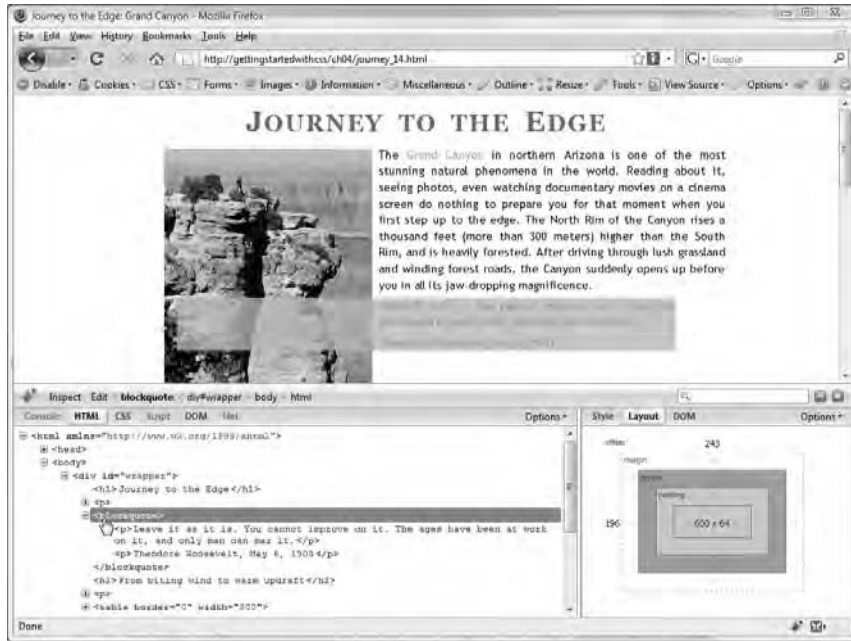 Journey to the Edge: Grand Canyon - Mozilla Firefox
File Edit View History Bookmarks Tools Help
http://gettingstartedwithcss/ch04/journey_14.html
Google
Disable CSS Cookies Forms Images Information Miscellaneous Outline Resize Tools View Source Options
JOURNEY TO THE EDGE
The Grand Canyon in northern Arizona is one of the most
stunning natural phenomena in the world. Reading about it,
seeing photos, even watching documentary movies on a cinema
screen do nothing to prepare you for that moment when you
first step up to the edge. The North Rim of the Canyon rises a
thousand feet (more than 300 meters) higher than the South
Rim, and is heavily forested. After driving through lush grassland
and winding forest roads, the Canyon suddenly opens up before
you in all its jaw-dropping magnificence.
Inspect Edit blockquote div#wrapper body html
Console HTML CSS Script DOM Net Options
Style Layout DOM Options
<html xmlns="http://www.w3.org/1999/xhtml">
<head>
<body>
<div id="wrapper">
<h1>Journey to the Edge</h1>
<p>
<blockquote>
<p>Leave it as it is. You cannot improve on it. The ages have been at work
on it, and only man can mar it.</p>
<p>Theodore Roosevelt, May 6, 1903</p>
</blockquote>
<h2>From biting wind to warm updraft</h2>
<p>
<table border="0" width="300">
offset 243
margin
border
padding
196
600 x 64
Done